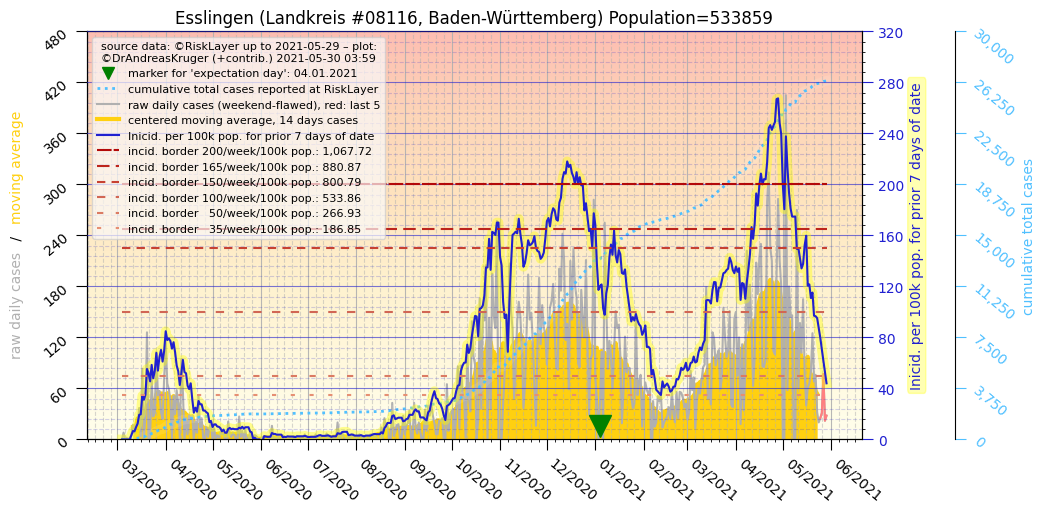 Esslingen (Landkreis #08116, Baden-Württemberg) Population=533859
source data: ©RiskLayer up to 2021-05-29 – plot:
©DrAndreasKruger (+contrib.) 2021-05-30 03:59
marker for 'expectation day': 04.01.2021
cumulative total cases reported at RiskLayer
raw daily cases (weekend-flawed), red: last 5
centered moving average, 14 days cases
Inicid. per 100k pop. for prior 7 days of date
incid. border 200/week/100k pop.: 1,067.72
incid. border 165/week/100k pop.: 880.87
incid. border 150/week/100k pop.: 800.79
incid. border 100/week/100k pop.: 533.86
incid. border 50/week/100k pop.: 266.93
incid. border 35/week/100k pop.: 186.85
raw daily cases / moving average
480
420
360
300
240
180
120
60
0
03/2020
04/2020
05/2020
06/2020
07/2020
08/2020
09/2020
10/2020
11/2020
12/2020
01/2021
02/2021
03/2021
04/2021
05/2021
06/2021
320
280
240
200
160
120
80
40
0
Inicid. per 100k pop. for prior 7 days of date
30,000
26,250
22,500
18,750
15,000
11,250
7,500
3,750
0
cumulative total cases